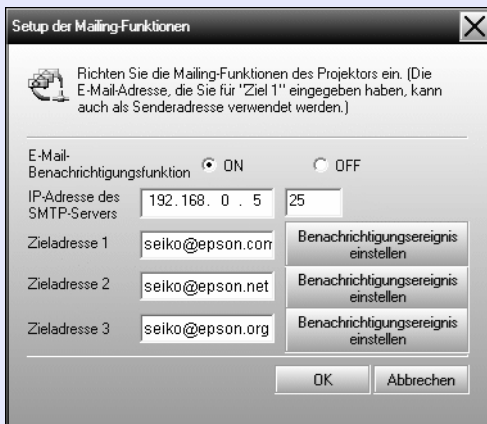 Setup der Mailing-Funktionen
Richten Sie die Mailing-Funktionen des Projektors ein. (Die
E-Mail-Adresse, die Sie für "Ziel 1" eingegeben haben, kann
auch als Senderadresse verwendet werden.)
E-Mail-
Benachrichtigungsfunktion ON OFF
IP-Adresse des
SMTP-Servers 192.168. 0 . 5 25
Zieladresse 1 seiko@epson.com Benachrichtigungsereignis
einstellen
Zieladresse 2 seiko@epson.net Benachrichtigungsereignis
einstellen
Zieladresse 3 seiko@epson.org Benachrichtigungsereignis
einstellen
OK Abbrechen